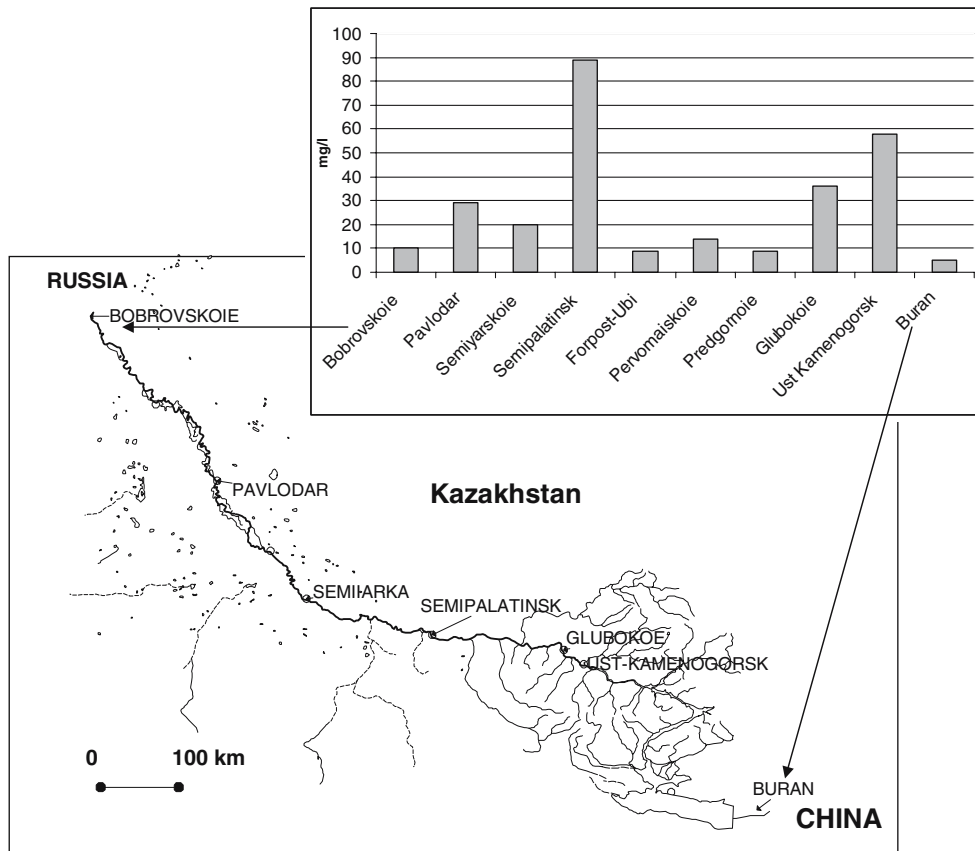 100
90
80
70
60
50
40
30
20
10
0
mg/l
Bobrovskoie
Pavlodar
Semiyarskoie
Semipalatinsk
Forpost-Ubi
Pervomaiskoie
Predgomoie
Glubokoie
Ust Kamenogorsk
Buran
RUSSIA
BOBROVSKOIE
PAVLODAR
Kazakhstan
SEMIIARKA
SEMIPALATINSK
GLUBOKOE
UST-KAMENOGORSK
0 100 km
BURAN
CHINA